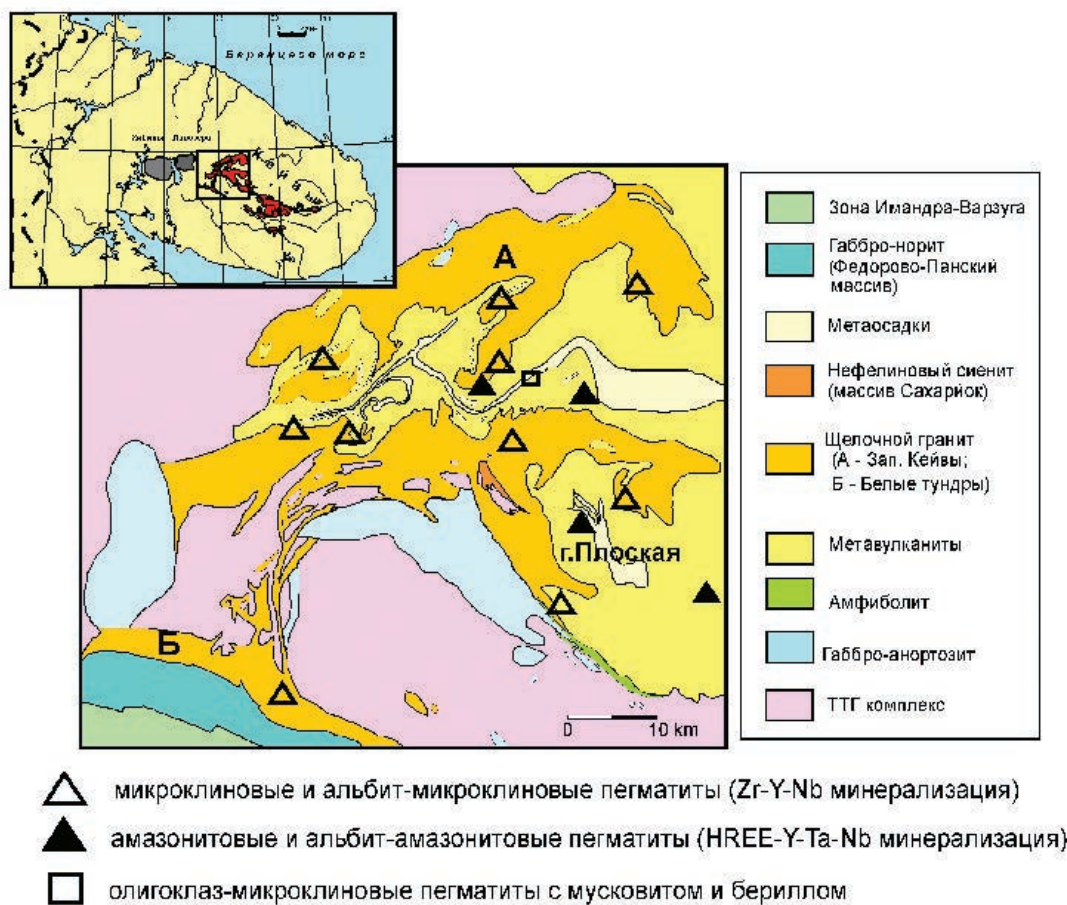 Баренцево море
А
Б
г.Плоская
0 10 km
Зона Имандра-Варзуга
Габбро-норит
(Федорово-Панский
массив)
Метаосадки
Нефелиновый сиенит
(массив Сахарйок)
Щелочной гранит
(А - Зап. Кейвы;
Б - Белые тундры)
Метавулканиты
Амфиболит
Габбро-анортозит
ТТГ комплекс
микроклиновые и альбит-микроклиновые пегматиты (Zr-Y-Nb минерализация)
амазонитовые и альбит-амазонитовые пегматиты (HREE-Y-Ta-Nb минерализация)
олигоклаз-микроклиновые пегматиты с мусковитом и бериллом